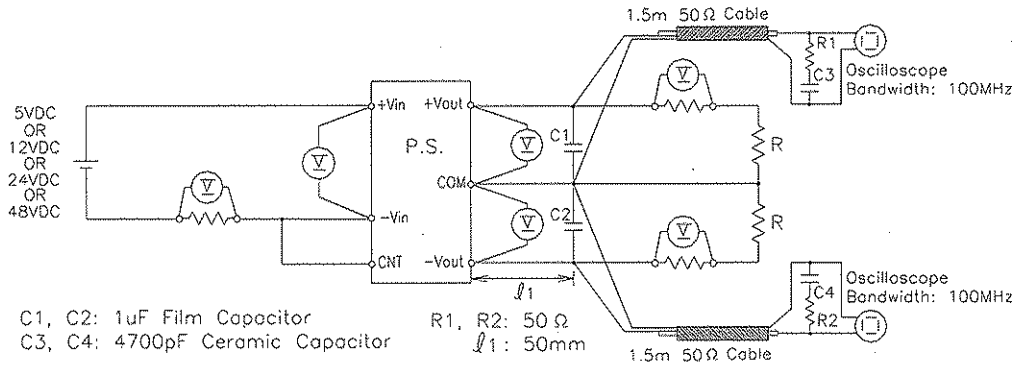 1.5m 50Ω Cable
R1
C3
Oscilloscope
Bandwidth: 100MHz
5VDC
OR
12VDC
OR
24VDC
OR
48VDC
V
V
+Vin
-Vin
CNT
P.S.
+Vout
COM
-Vout
V
V
C1
C2
V
V
R
R
ℓ1
C4
R2
Oscilloscope
Bandwidth: 100MHz
1.5m 50Ω Cable
C1, C2: 1uF Film Capacitor
C3, C4: 4700pF Ceramic Capacitor
R1, R2: 50Ω
ℓ1: 50mm